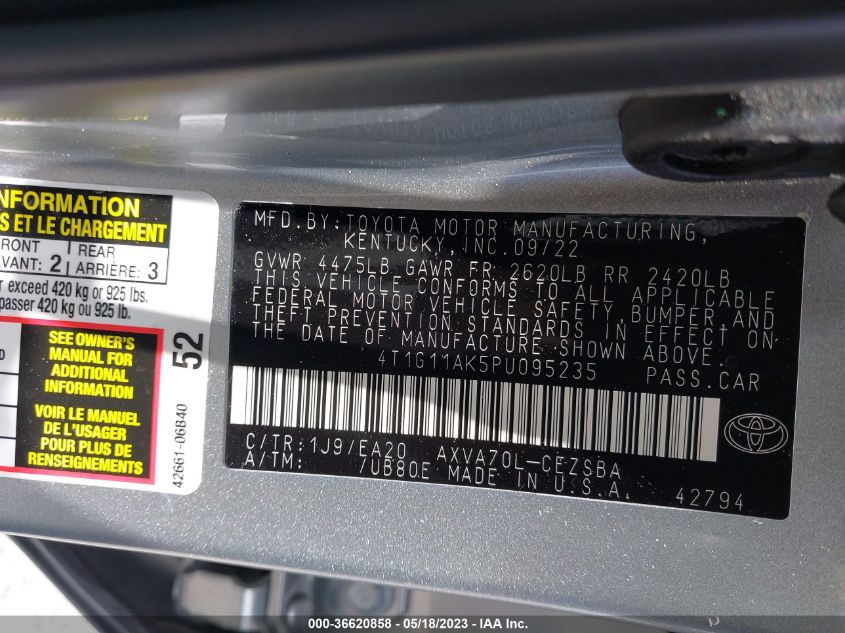 INFORMATION
S ET LE CHARGEMENT
FRONT
AVANT: 2
REAR
ARRIÈRE: 3
exceed 420 kg or 925 lbs.
passer 420 kg ou 925 lb.
SEE OWNER'S
MANUAL FOR
ADDITIONAL
INFORMATION
VOIR LE MANUEL
DE L'USAGER
POUR PLUS DE
RENSEIGNEMENTS
52
42661-06B40
MFD.BY:TOYOTA MOTOR MANUFACTURING,
KENTUCKY,INC.09/22
GVWR 4475LB GAWR FR 2620LB RR 2420LB
THIS VEHICLE CONFORMS TO ALL APPLICABLE
FEDERAL MOTOR VEHICLE SAFETY,BUMPER,AND
THEFT PREVENTION STANDARDS IN EFFECT ON
THE DATE OF MANUFACTURE SHOWN ABOVE.
4T1G11AK5PU095235 PASS.CAR
C/TR:1J9/EA20 AXVA70L-CEZSBA
A/TM: /UB80E MADE IN U.S.A.
42794
000-36620858 - 05/18/2023 - IAAI.com